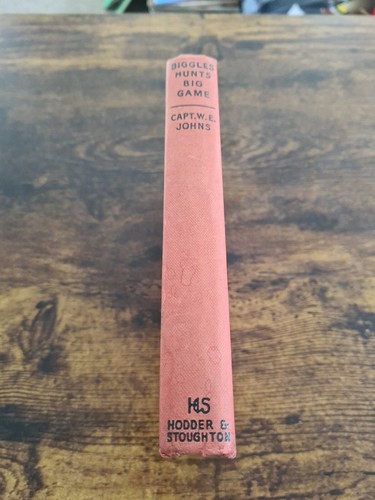 BIGGLES
HUNTS
BIG
GAME
CAPT. W. E.
JOHNS
H&S
HODDER &
STOUGHTON